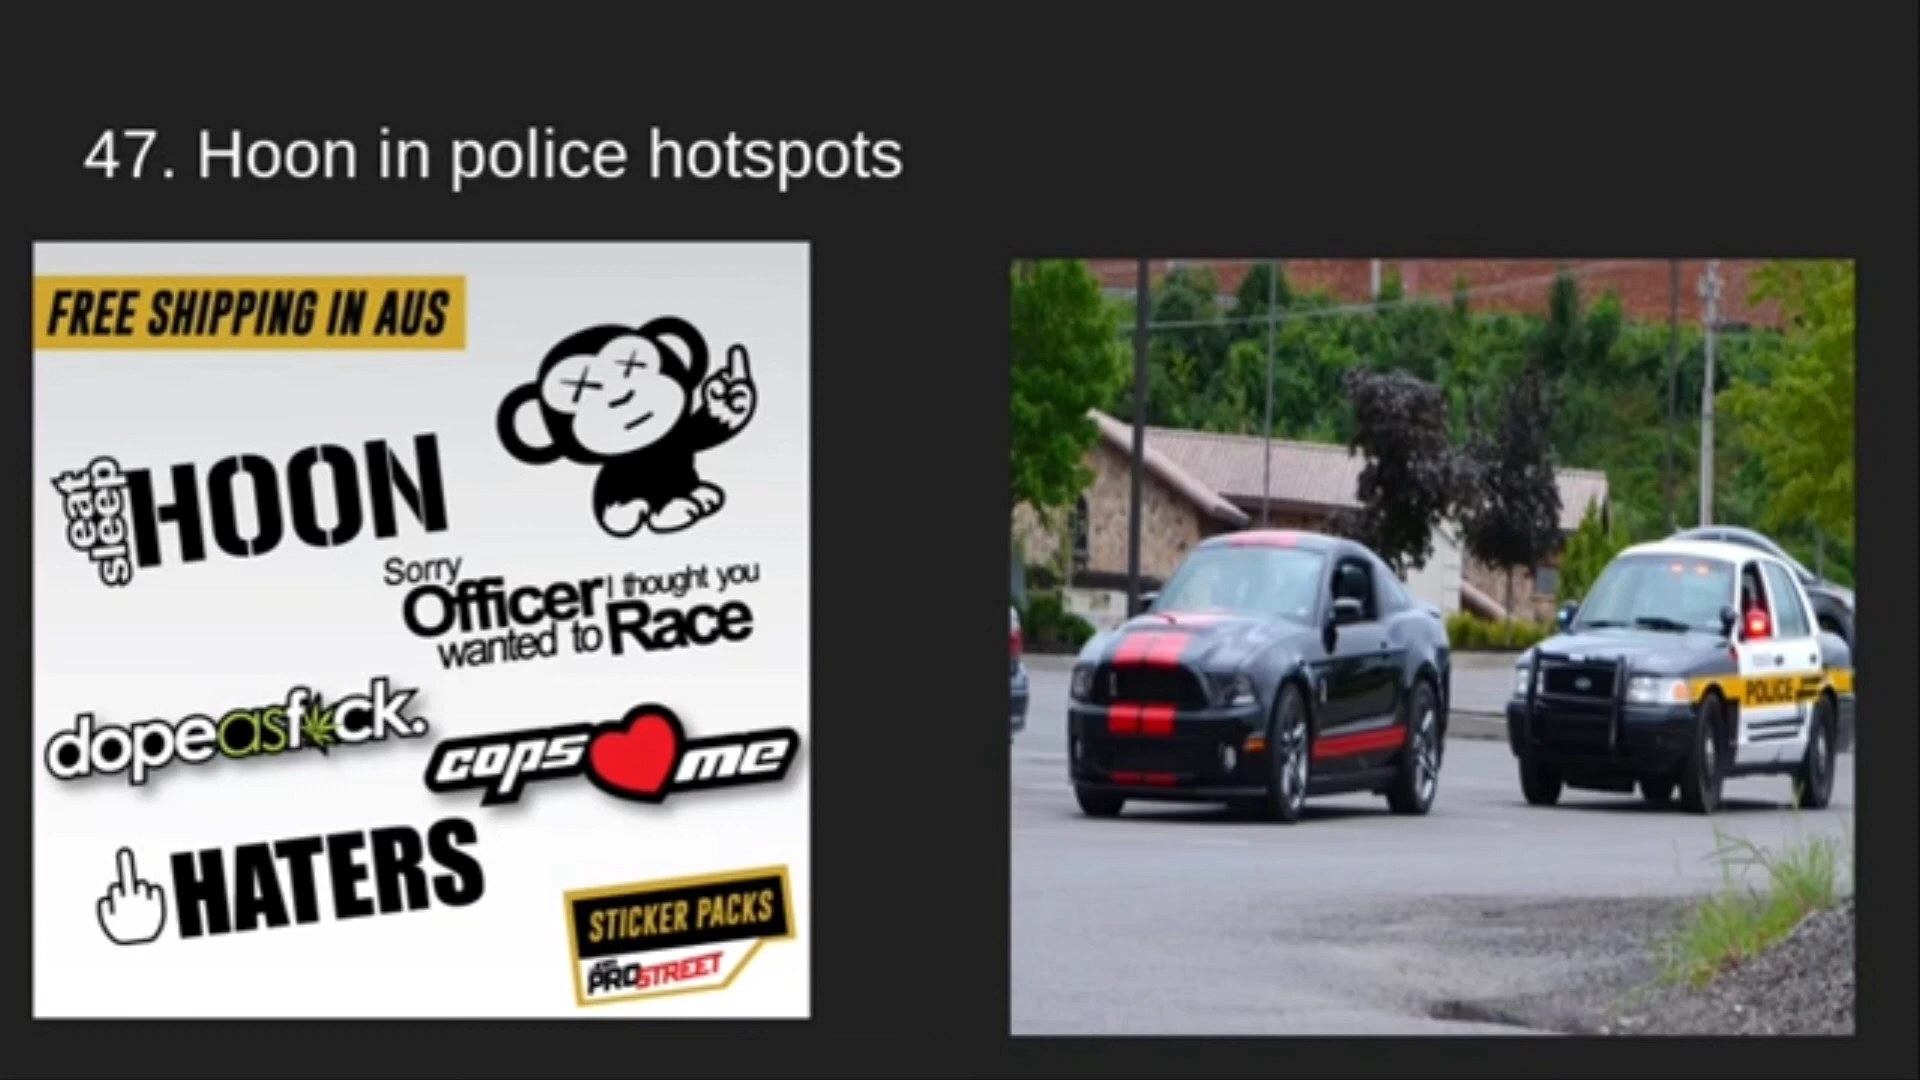 47. Hoon in police hotspots
FREE SHIPPING IN AUS
eat
sleep
HOON
Sorry
Officer I thought you
wanted to Race
dopeasf ck.
cops me
HATERS
STICKER PACKS
PROSTREET
POLICE